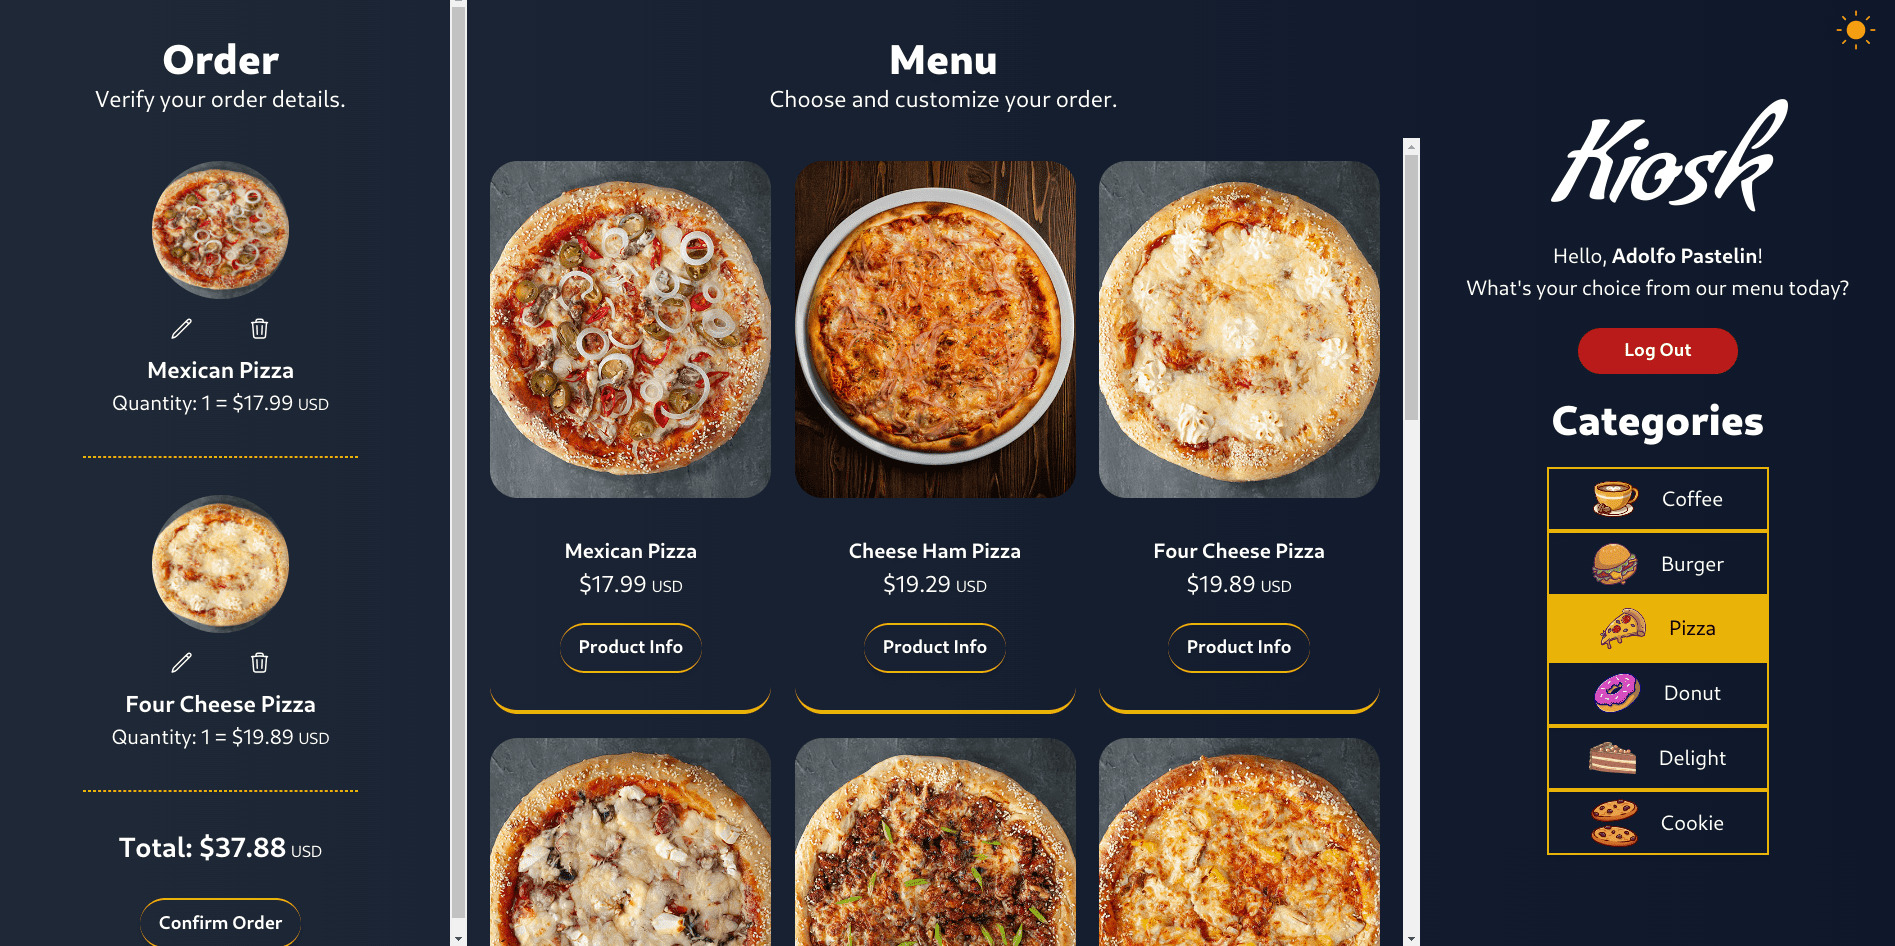 Order
Verify your order details.
Mexican Pizza
Quantity: 1 = $17.99 USD
Four Cheese Pizza
Quantity: 1 = $19.89 USD
Total: $37.88 USD
Confirm Order
Menu
Choose and customize your order.
Mexican Pizza
$17.99 USD
Product Info
Cheese Ham Pizza
$19.29 USD
Product Info
Four Cheese Pizza
$19.89 USD
Product Info
Kiosk
Hello, Adolfo Pastelin!
What's your choice from our menu today?
Log Out
Categories
Coffee
Burger
Pizza
Donut
Delight
Cookie